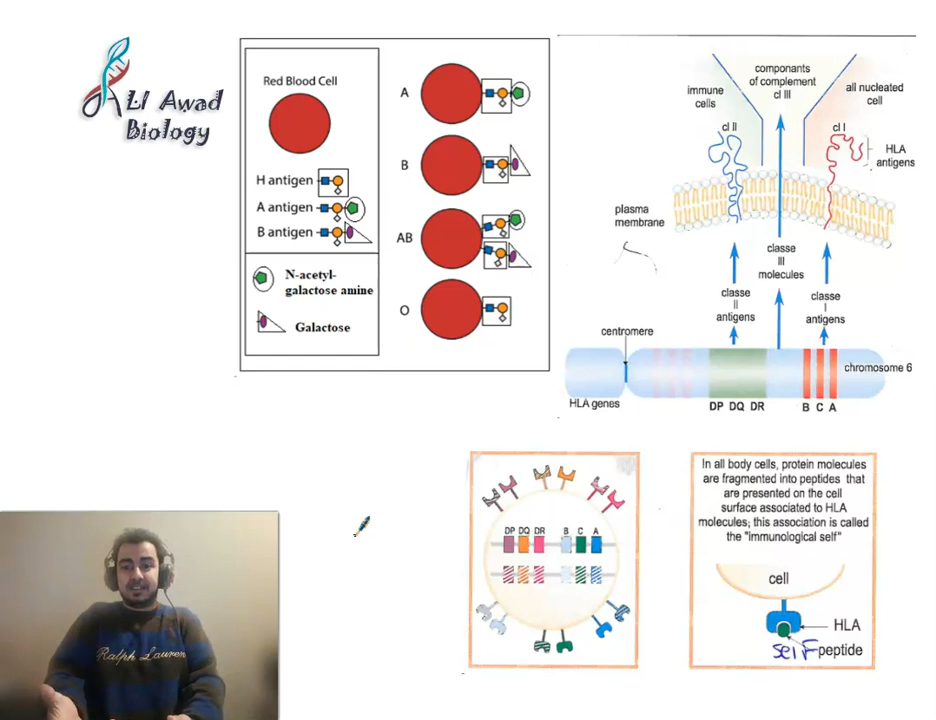 ALI Awad
Biology
Red Blood Cell
H antigen
A antigen
B antigen
N-acetyl-
galactose amine
Galactose
A
B
AB
O
components
of complement
cl III
immune
cells
all nucleated
cell
cl II
cl I
HLA
antigens
plasma
membrane
classe
III
molecules
classe
II
antigens
classe
I
antigens
centromere
chromosome 6
HLA genes
DP DQ DR
B C A
DP DQ DR B C A
In all body cells, protein molecules
are fragmented into peptides that
are presented on the cell
surface associated to HLA
molecules; this association is called
the "Immunological self"
cell
HLA
self peptide
Ralph Lauren